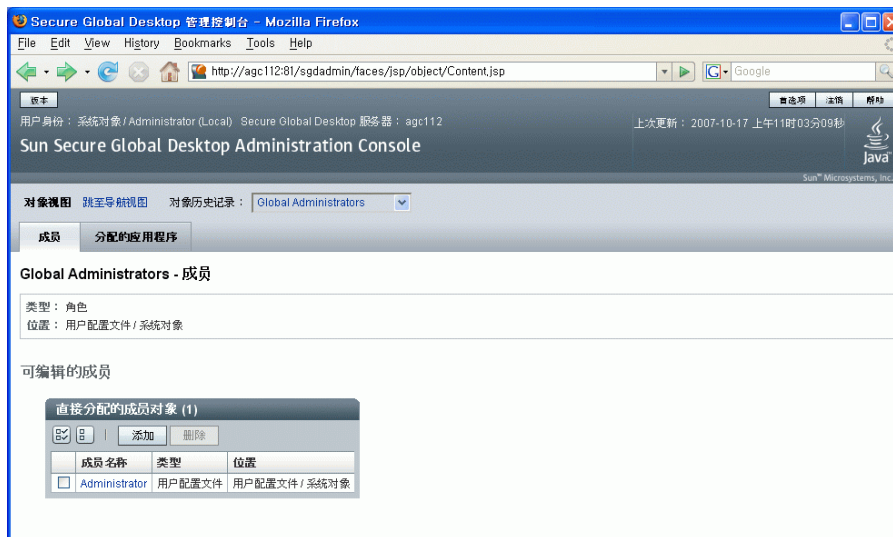 Secure Global Desktop 管理控制台 - Mozilla Firefox
File Edit View History Bookmarks Tools Help
http://agc112:81/sgdadmin/faces/jsp/object/Content.jsp
Google
版本 首选项 注销 帮助
用户身份： 系统对象 / Administrator (Local) Secure Global Desktop 服务器： agc112 上次更新： 2007-10-17 上午11时03分09秒
Sun Secure Global Desktop Administration Console
Java
Sun™ Microsystems, Inc.
对象视图 跳至导航视图 对象历史记录： Global Administrators
成员 分配的应用程序
Global Administrators - 成员
类型： 角色
位置： 用户配置文件 / 系统对象
可编辑的成员
直接分配的成员对象 (1)
添加 删除
成员名称 类型 位置
Administrator 用户配置文件 用户配置文件 / 系统对象